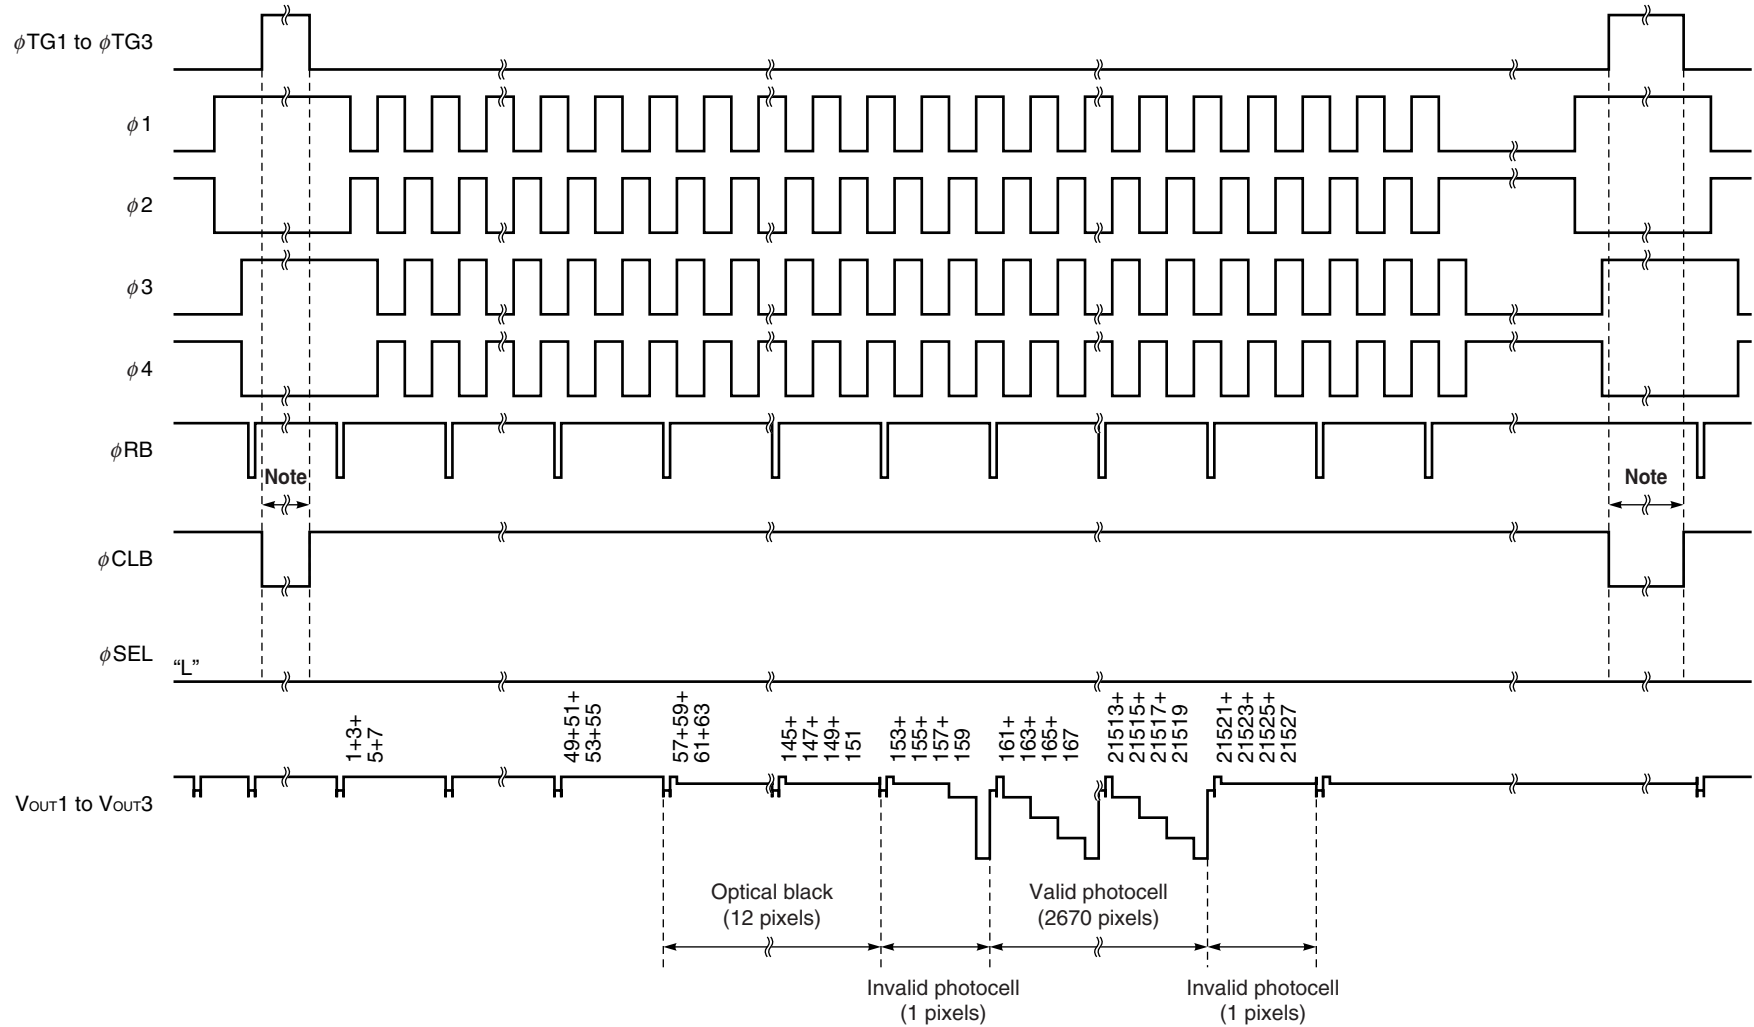 ϕTG1 to ϕTG3
ϕ1
ϕ2
ϕ3
ϕ4
ϕRB
Note
Note
ϕCLB
ϕSEL
“L”
1+3+
5+7
49+51+
53+55
57+59+
61+63
145+
147+
149+
151
153+
155+
157+
159
161+
163+
165+
167
21513+
21515+
21517+
21519
21521+
21523+
21525+
21527
VOUT1 to VOUT3
Optical black
(12 pixels)
Valid photocell
(2670 pixels)
Invalid photocell
(1 pixels)
Invalid photocell
(1 pixels)